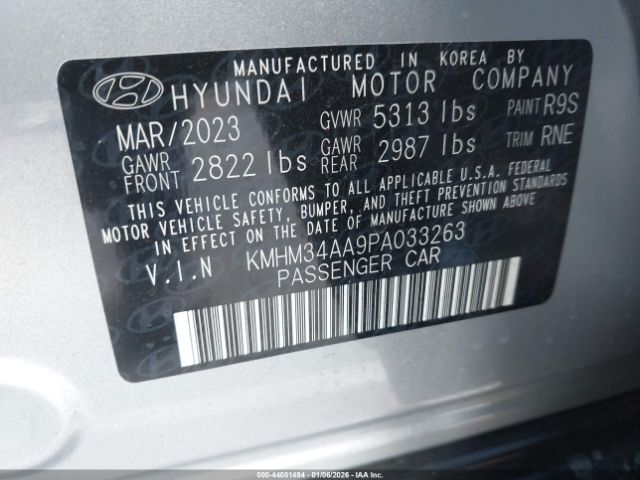 MANUFACTURED IN KOREA BY
HYUNDAI MOTOR COMPANY
MAR/2023 GVWR 5313 lbs PAINT R9S
GAWR FRONT 2822 lbs GAWR REAR 2987 lbs TRIM RNE
THIS VEHICLE CONFORMS TO ALL APPLICABLE U.S.A. FEDERAL
MOTOR VEHICLE SAFETY, BUMPER, AND THEFT PREVENTION STANDARDS
IN EFFECT ON THE DATE OF MANUFACTURE SHOWN ABOVE.
V.I.N KMHM34AA9PA033263
PASSENGER CAR
000-44051494 | 01/06/2026 - IAA Inc.